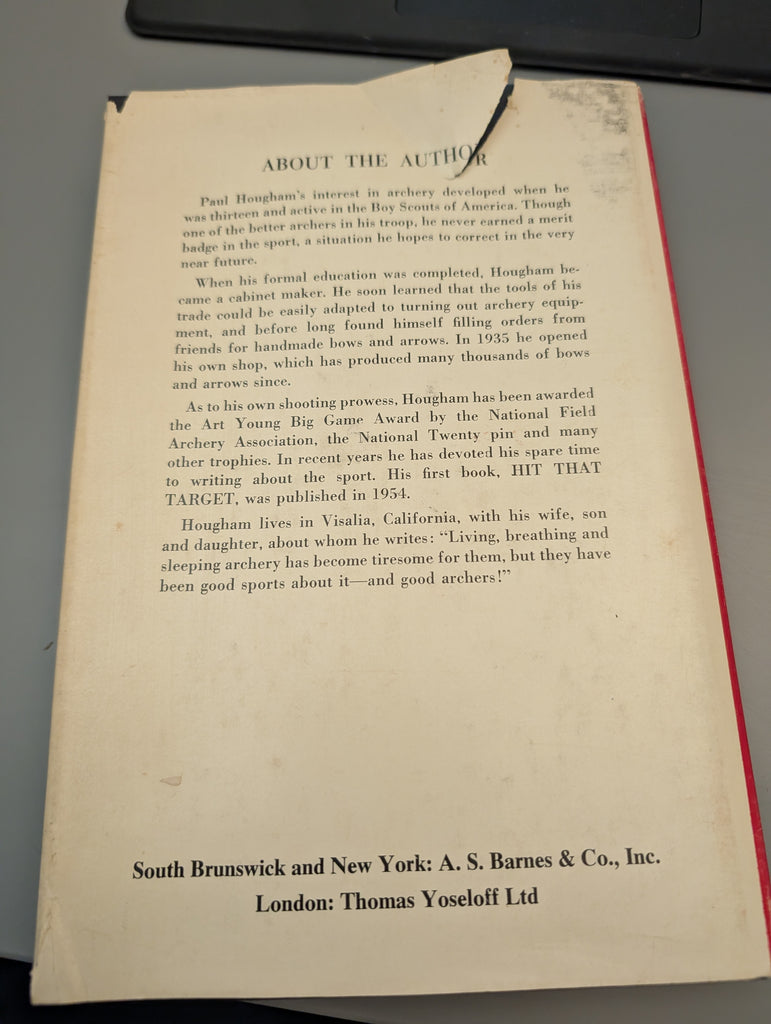 ABOUT THE AUTHOR
Paul Hougham's interest in archery developed when he
was thirteen and active in the Boy Scouts of America. Though
one of the better archers in his troop, he never earned a merit
badge in the sport, a situation he hopes to correct in the very
near future.
When his formal education was completed, Hougham be-
came a cabinet maker. He soon learned that the tools of his
trade could be easily adapted to turning out archery equip-
ment, and before long found himself filling orders from
friends for handmade bows and arrows. In 1935 he opened
his own shop, which has produced many thousands of bows
and arrows since.
As to his own shooting prowess, Hougham has been awarded
the Art Young Big Game Award by the National Field
Archery Association, the National Twenty pin and many
other trophies. In recent years he has devoted his spare time
to writing about the sport. His first book, HIT THAT
TARGET, was published in 1954.
Hougham lives in Visalia, California, with his wife, son
and daughter, about whom he writes: “Living, breathing and
sleeping archery has become tiresome for them, but they have
been good sports about it—and good archers!”
South Brunswick and New York: A. S. Barnes & Co., Inc.
London: Thomas Yoseloff Ltd